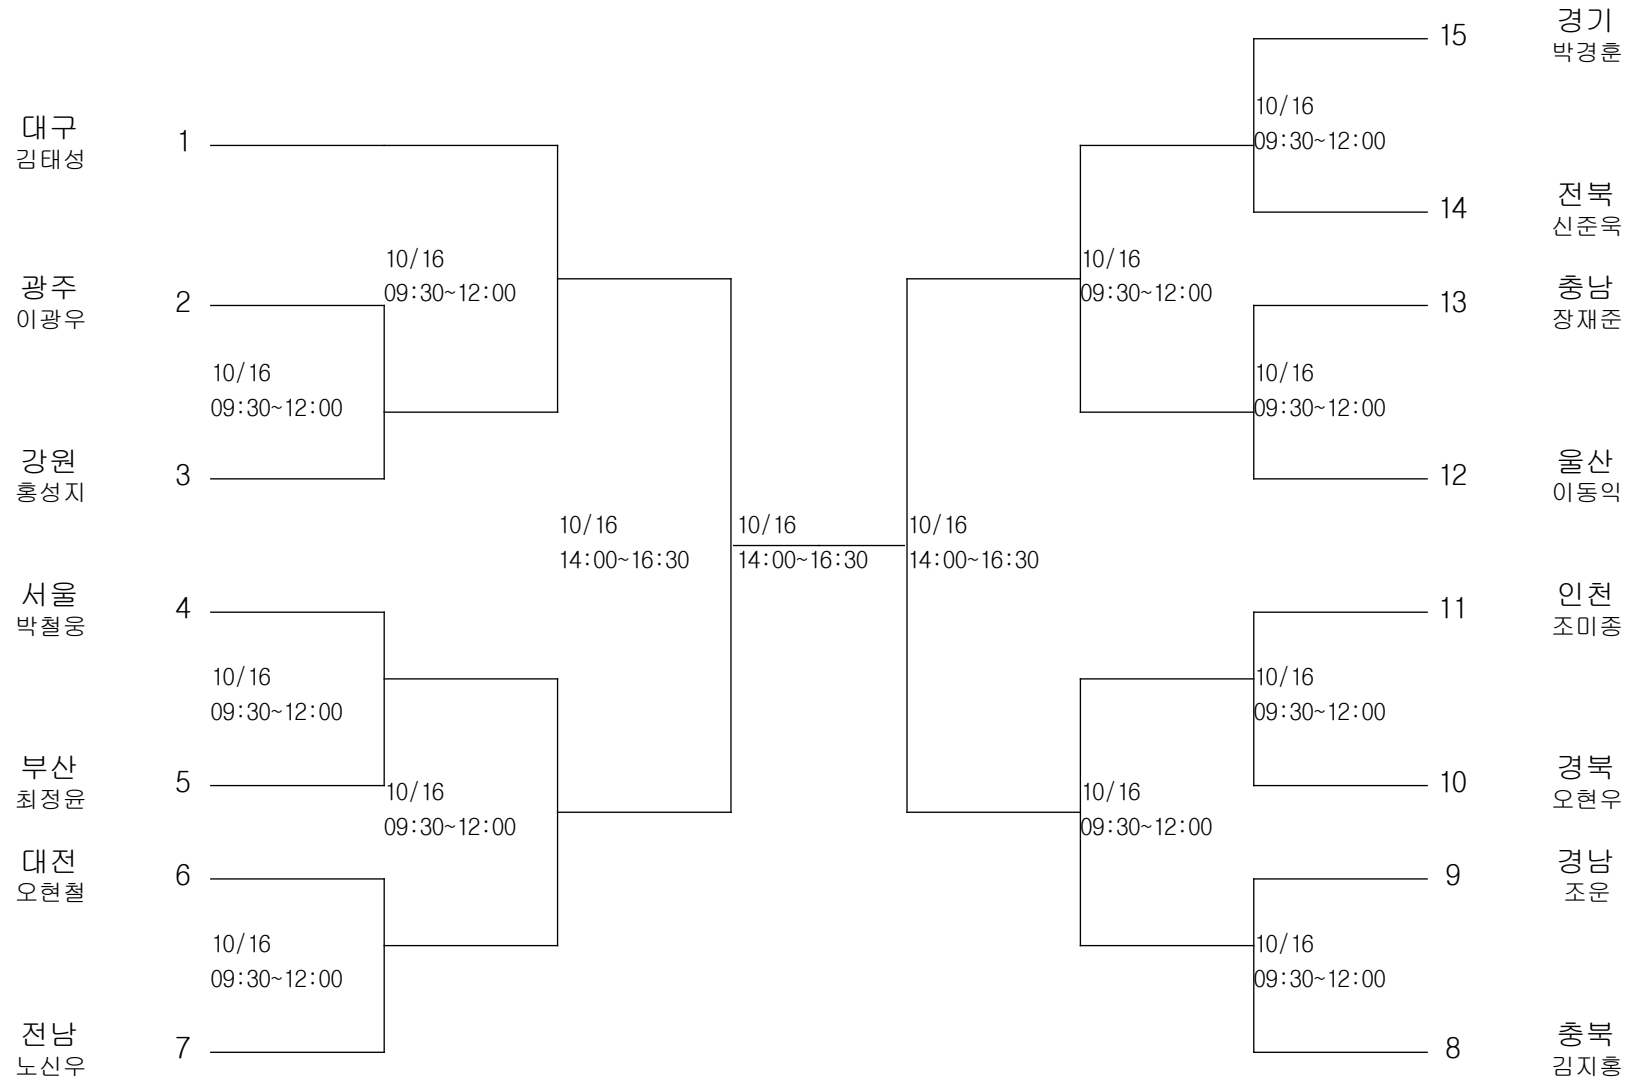 대구
김태성
1
광주
이광우
2
10/16
09:30~12:00
10/16
09:30~12:00
강원
홍성지
3
서울
박철웅
4
10/16
09:30~12:00
부산
최정윤
5
10/16
09:30~12:00
대전
오현철
6
10/16
09:30~12:00
전남
노신우
7
10/16
14:00~16:30
10/16
14:00~16:30
10/16
14:00~16:30
15
경기
박경훈
10/16
09:30~12:00
14
전북
신준욱
10/16
09:30~12:00
13
충남
장재준
10/16
09:30~12:00
12
울산
이동익
11
인천
조미종
10/16
09:30~12:00
10
경북
오현우
10/16
09:30~12:00
9
경남
조운
10/16
09:30~12:00
8
충북
김지홍